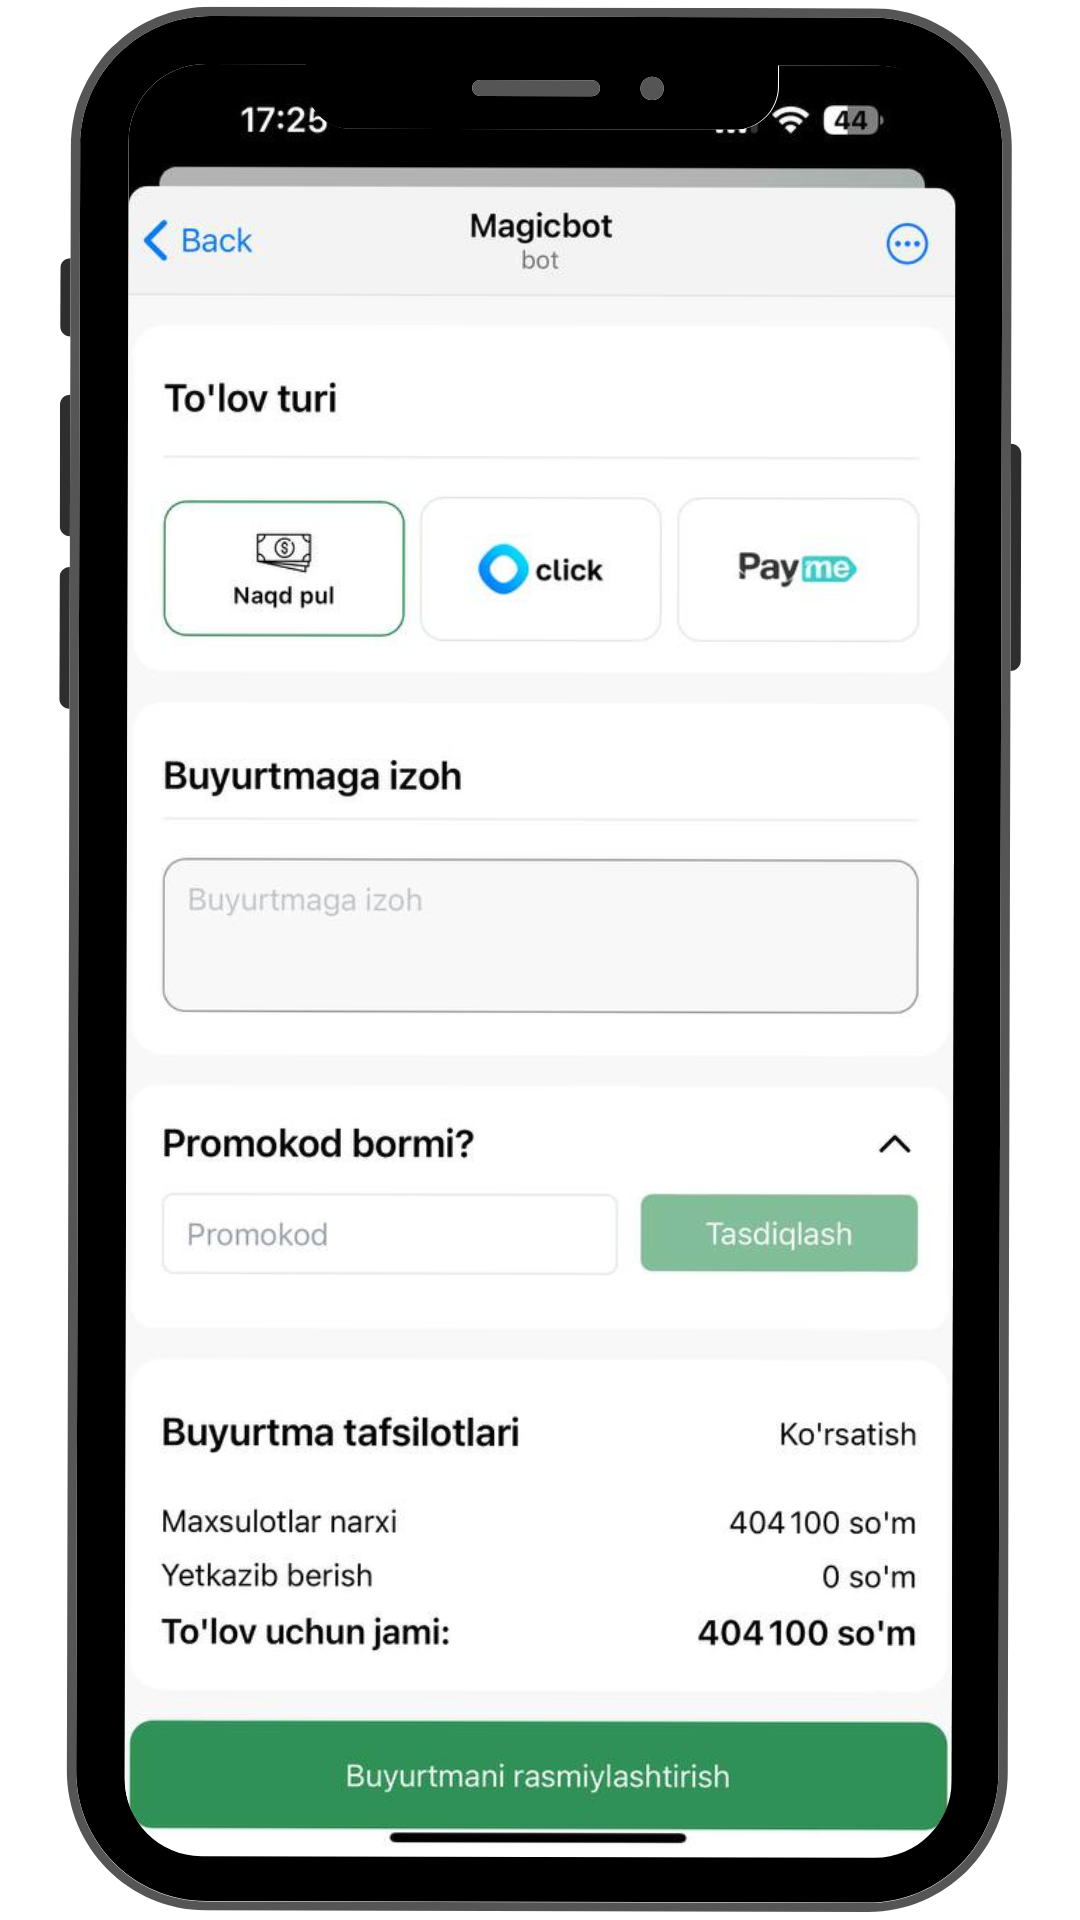 17:25
44
Back
Magicbot
bot
To'lov turi
Naqd pul
click
Payme
Buyurtmaga izoh
Buyurtmaga izoh
Promokod bormi?
Promokod
Tasdiqlash
Buyurtma tafsilotlari
Ko'rsatish
Maxsulotlar narxi
404 100 so'm
Yetkazib berish
0 so'm
To'lov uchun jami:
404 100 so'm
Buyurtmani rasmiylashtirish